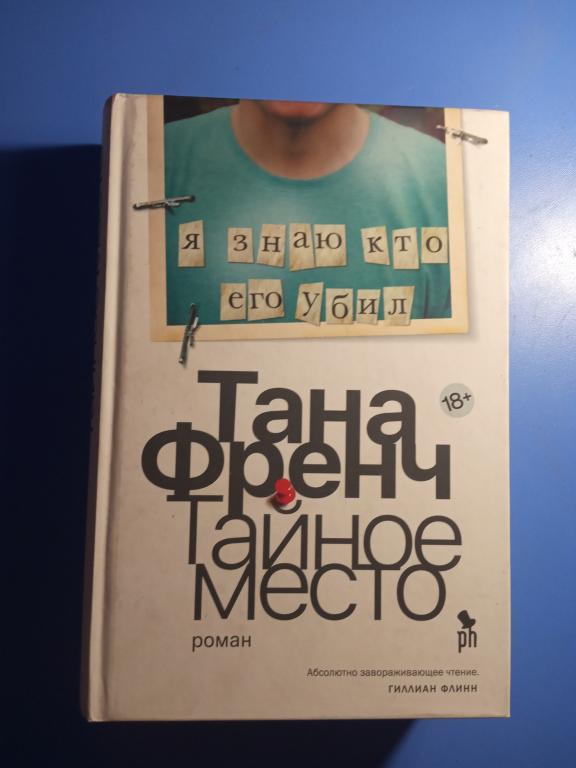 я знаю кто
его убил
Тана
Френч
18+
Тайное
место
роман
ph
Абсолютно завораживающее чтение.
ГИЛЛИАН ФЛИНН